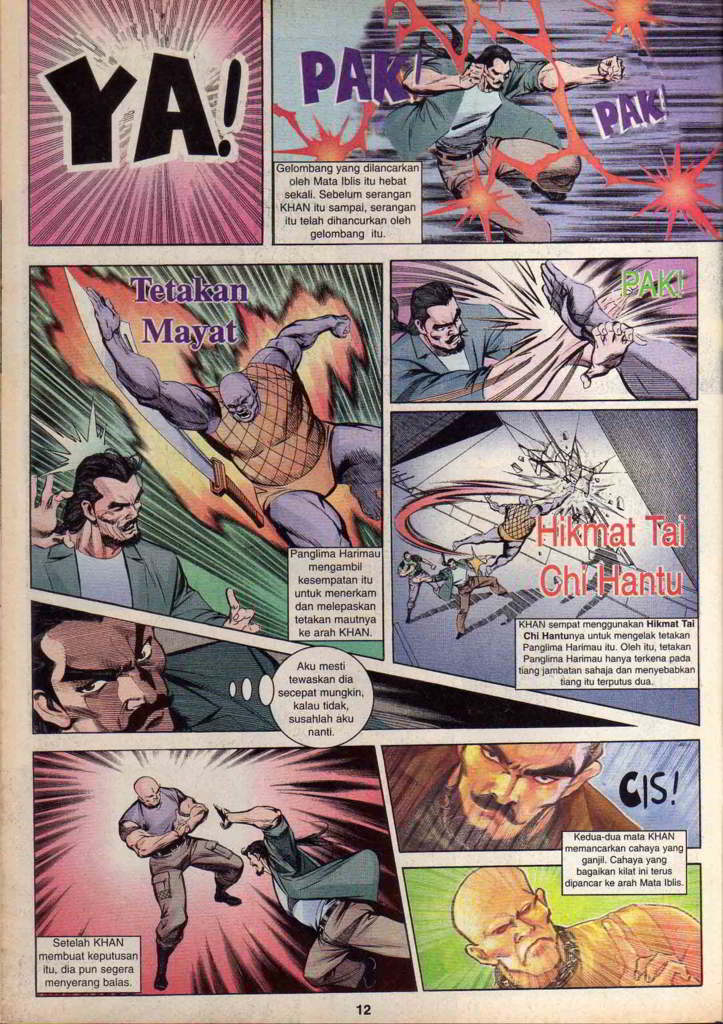 YA!
PAK!
PAK!
Gelombang yang dilancarkan
oleh Mata Iblis itu hebat
sekali. Sebelum serangan
KHAN itu sampai, serangan
itu telah dihancurkan oleh
gelombang itu.
Tetakan
Mayat
Panglima Harimau
mengambil
kesempatan itu
untuk menerkam
dan melepaskan
tetakan mautnya
ke arah KHAN.
PAK!
Hikmat Tai
Chi Hantu
KHAN sempat menggunakan Hikmat Tai
Chi Hantunya untuk mengelak tetakan
Panglima Harimau itu. Oleh itu, tetakan
Panglima Harimau hanya terkena pada
tiang jambatan sahaja dan menyebabkan
tiang itu terputus dua.
Aku mesti
tewaskan dia
secepat mungkin,
kalau tidak,
susahlah aku
nanti.
Setelah KHAN
membuat keputusan
itu, dia pun segera
menyerang balas.
CIS!
Kedua-dua mata KHAN
memancarkan cahaya yang
ganjil. Cahaya yang
bagaikan kilat ini terus
dipancar ke arah Mata Iblis.
12